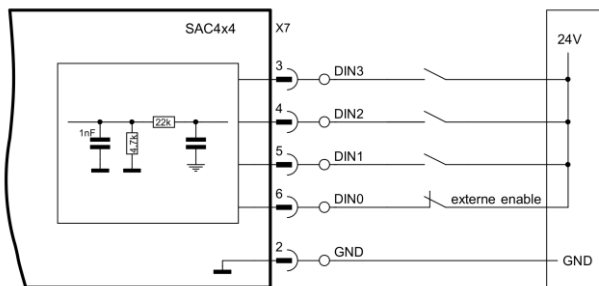 SAC4x4 X7
24V
3 DIN3
4 DIN2
22k
1nF
4.7k
5 DIN1
6 DIN0 externe enable
2 GND GND